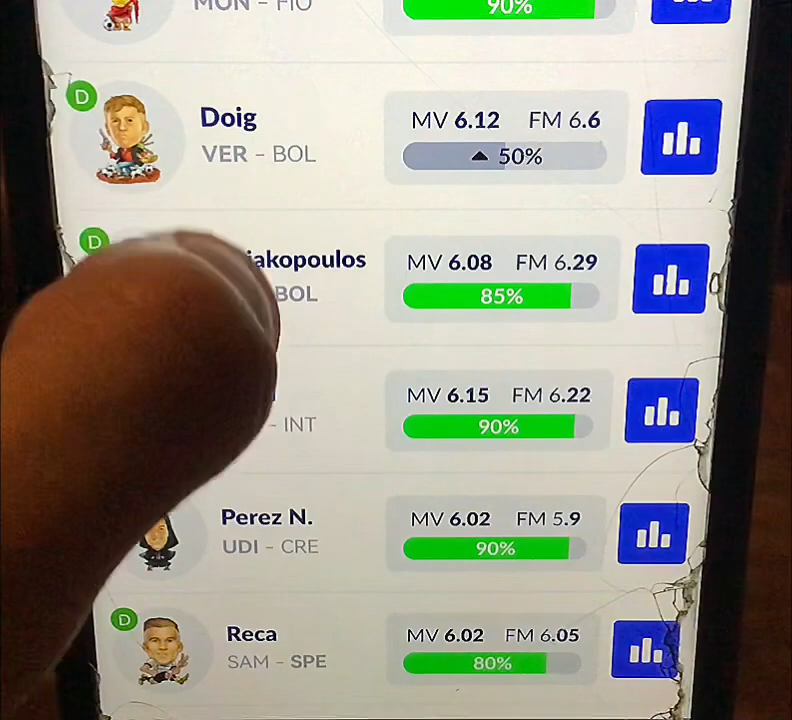 MON - FIO
90%
D
Doig
MV 6.12 FM 6.6
VER - BOL
50%
D
iakopoulos
MV 6.08 FM 6.29
BOL
85%
MV 6.15 FM 6.22
- INT
90%
Perez N.
MV 6.02 FM 5.9
UDI - CRE
90%
D
Reca
MV 6.02 FM 6.05
SAM - SPE
80%